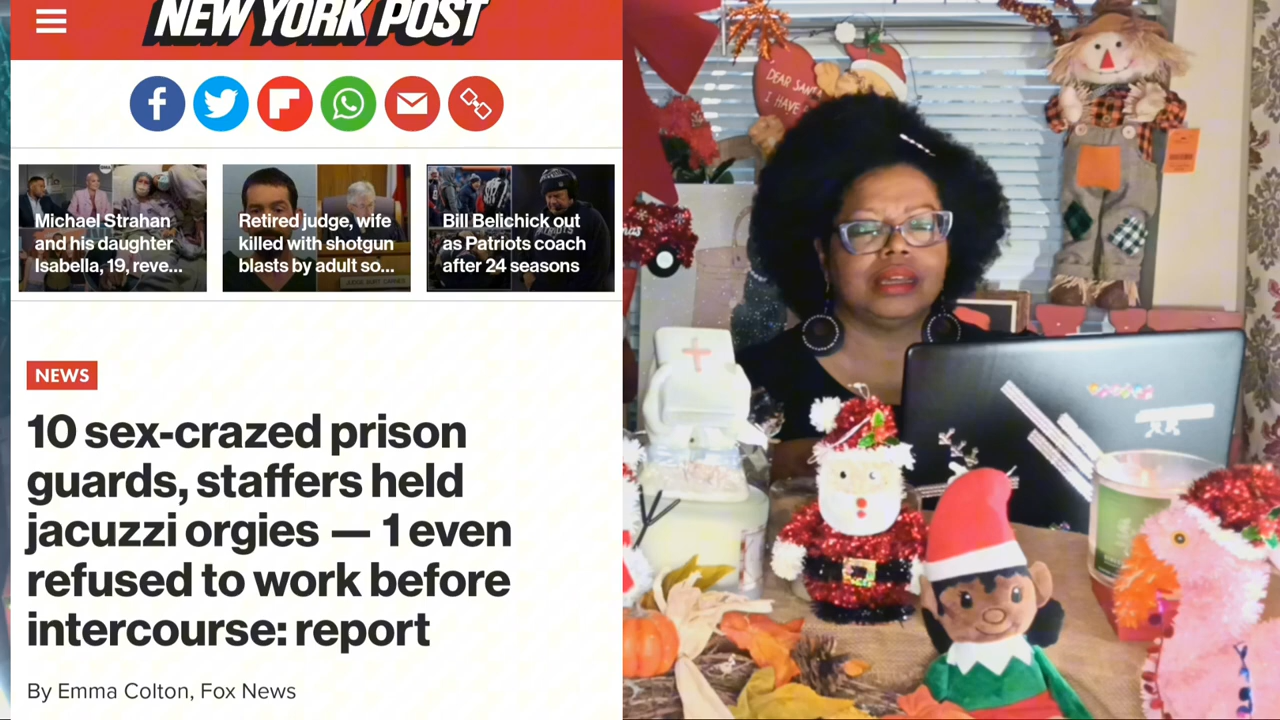 NEW YORK POST
Michael Strahan
and his daughter
Isabella, 19, reve...
Retired judge, wife
killed with shotgun
blasts by adult so...
Bill Belichick out
as Patriots coach
after 24 seasons
NEWS
10 sex-crazed prison
guards, staffers held
jacuzzi orgies — 1 even
refused to work before
intercourse: report
By Emma Colton, Fox News
DEAR SANTA
I HAVE